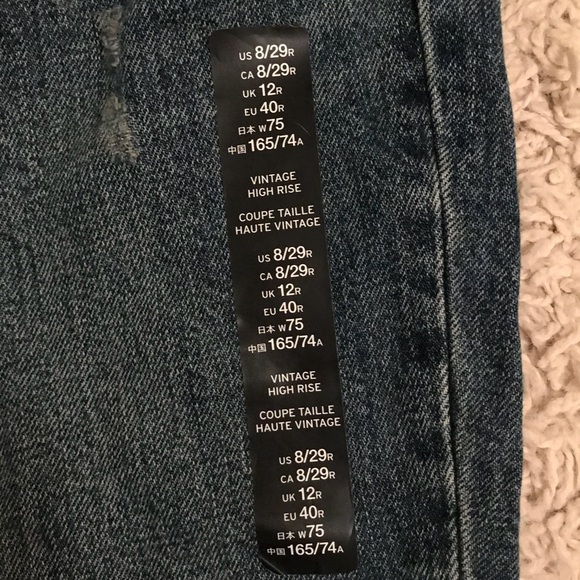 US 8/29R
CA 8/29R
UK 12R
EU 40R
日本 W75
中国 165/74A
VINTAGE
HIGH RISE
COUPE TAILLE
HAUTE VINTAGE
US 8/29R
CA 8/29R
UK 12R
EU 40R
日本 W75
中国 165/74A
VINTAGE
HIGH RISE
COUPE TAILLE
HAUTE VINTAGE
US 8/29R
CA 8/29R
UK 12R
EU 40R
日本 W75
中国 165/74A